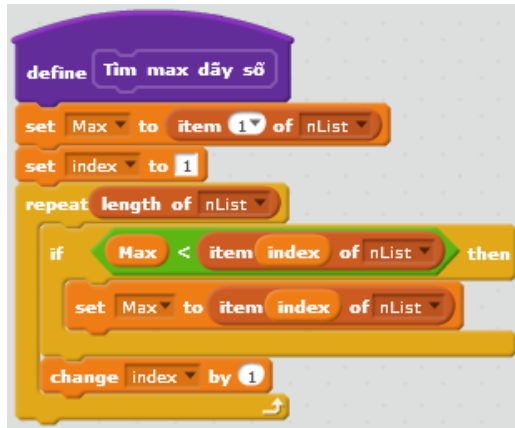 define Tìm max dãy số
set Max to item 1 of nList
set index to 1
repeat length of nList
if Max < item index of nList then
set Max to item index of nList
change index by 1